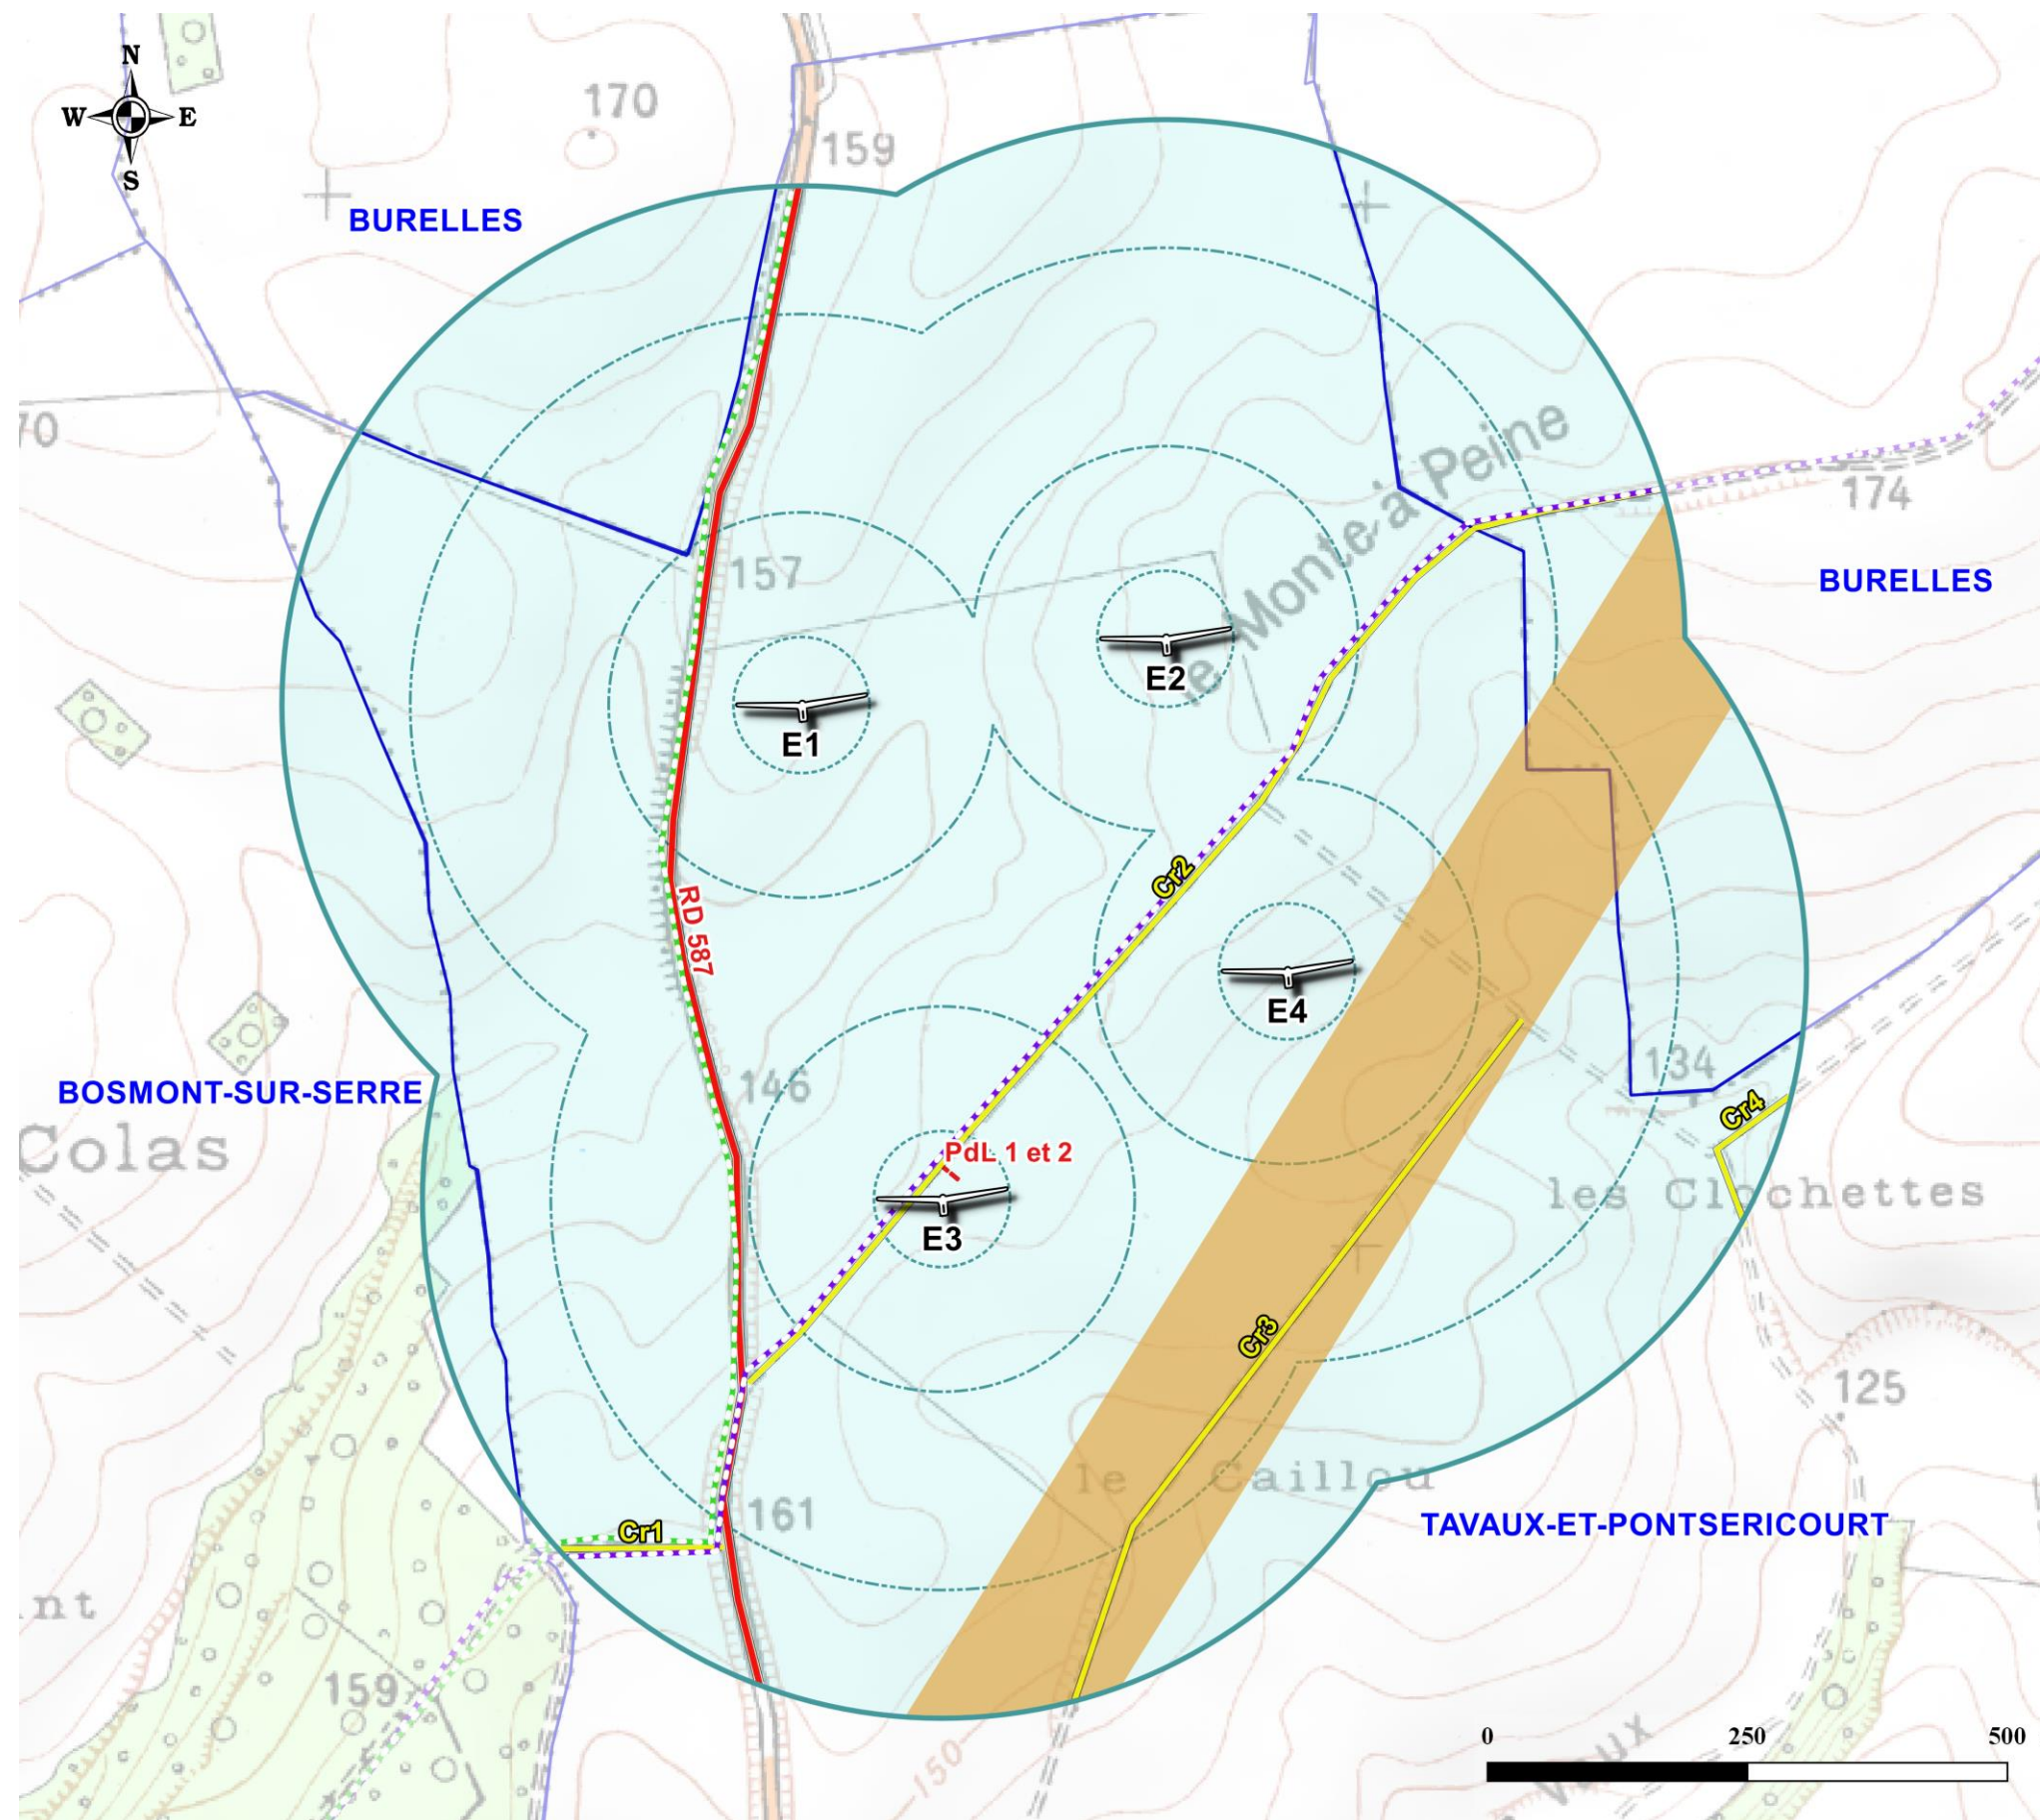 N
W E
S
170
159
BURELLES
70
le Monte-à-Peine
174
157
BURELLES
E2
E1
Cr2
RD 587
E4
146
134
BOSMONT-SUR-SERRE
Colas
Cr4
PdL 1 et 2
les Clochettes
E3
Cr3
125
le Caillou
161
TAVAUX-ET-PONTSERICOURT
Cr1
nt
159
150
0 250 500